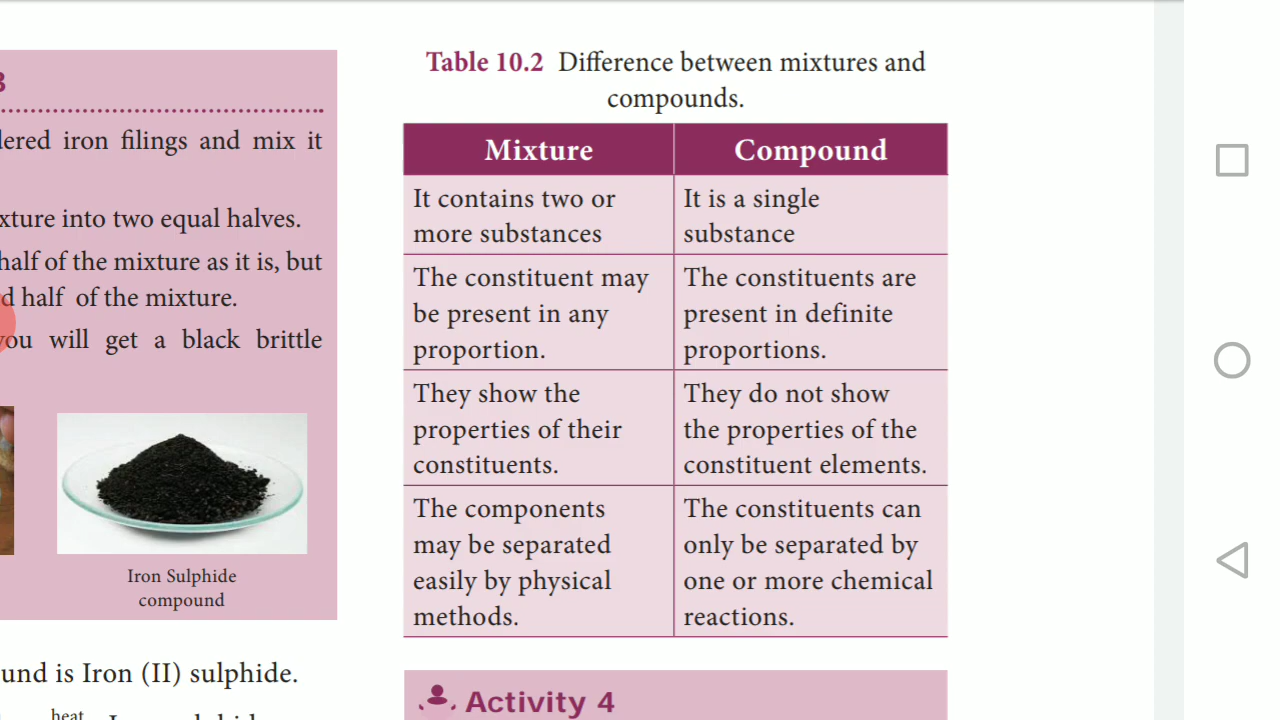 3
dered iron filings and mix it
xture into two equal halves.
half of the mixture as it is, but
d half of the mixture.
you will get a black brittle
Iron Sulphide
compound
und is Iron (II) sulphide.
heat
Table 10.2 Difference between mixtures and
compounds.
Mixture
Compound
It contains two or
more substances
It is a single
substance
The constituent may
be present in any
proportion.
The constituents are
present in definite
proportions.
They show the
properties of their
constituents.
They do not show
the properties of the
constituent elements.
The components
may be separated
easily by physical
methods.
The constituents can
only be separated by
one or more chemical
reactions.
Activity 4